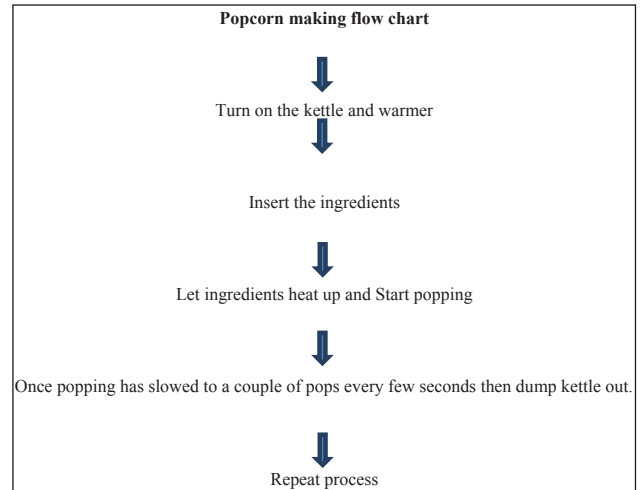 Popcorn making flow chart
Turn on the kettle and warmer
Insert the ingredients
Let ingredients heat up and Start popping
Once popping has slowed to a couple of pops every few seconds then dump kettle out.
Repeat process